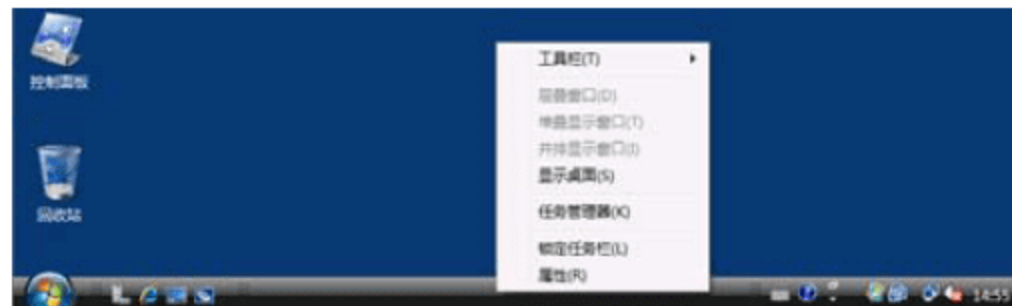 控制面板
回收站
工具栏(T)
层叠窗口(D)
堆叠显示窗口(T)
并排显示窗口(I)
显示桌面(S)
任务管理器(K)
锁定任务栏(L)
属性(R)
14:55